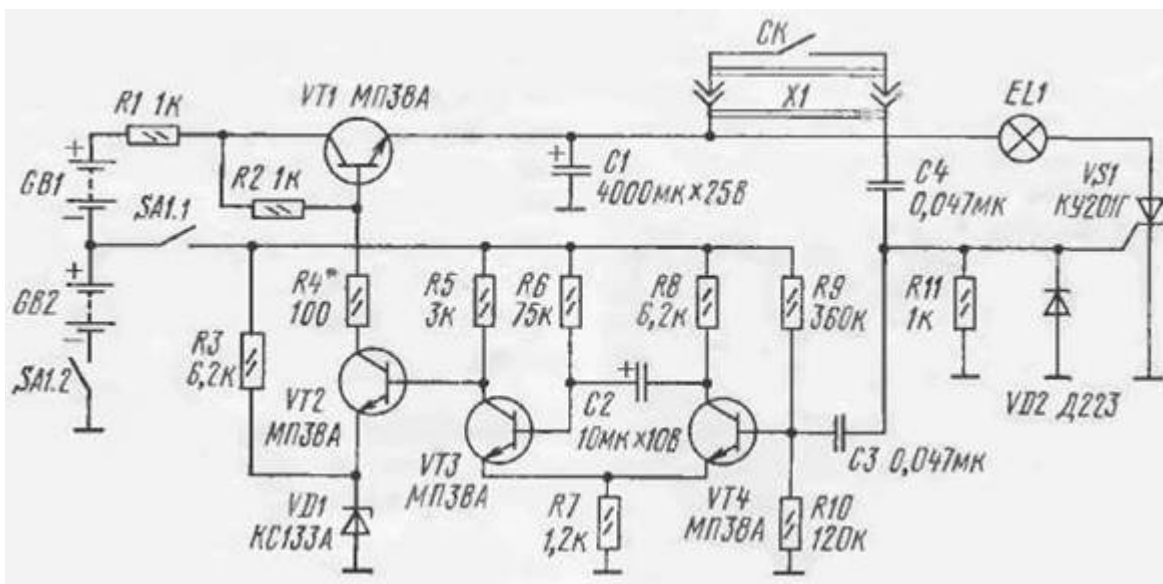 СК
R1 1к
VT1 МП38А
X1
EL1
+
GB1
−
R2 1к
+
C1
4000мк×25В
C4
0,047мк
VS1
КУ201Г
SA1.1
+
GB2
−
R4*
100
R5
3к
R6
75к
R8
6,2к
R9
360к
R11
1к
R3
6,2к
SA1.2
VT2
МП38А
+
C2
10мк×10В
VD2 Д223
C3 0,047мк
VT3
МП38А
VD1
КС133А
R7
1,2к
VT4
МП38А
R10
120к